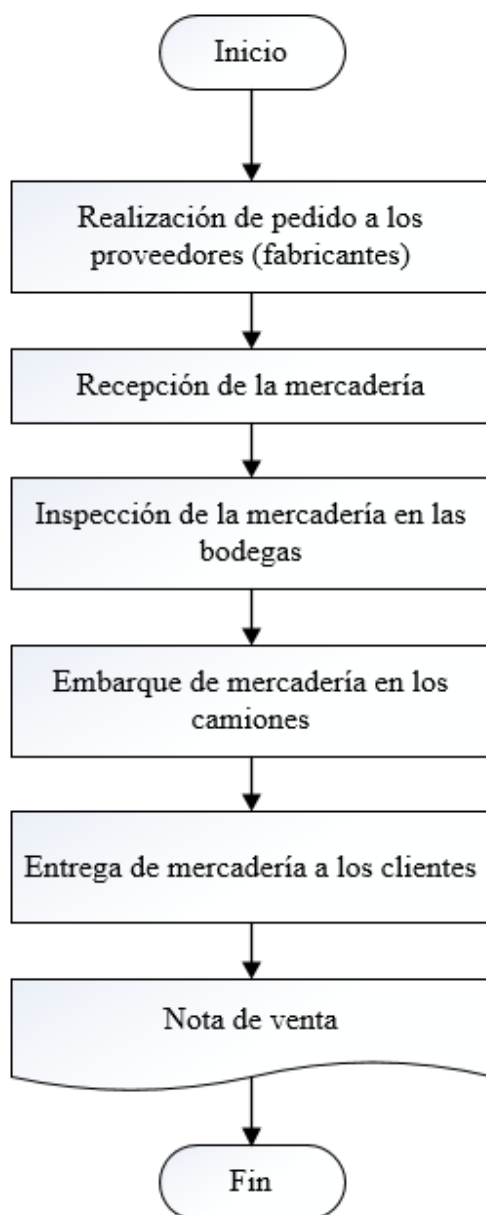 Inicio
Realización de pedido a los
proveedores (fabricantes)
Recepción de la mercadería
Inspección de la mercadería en las
bodegas
Embarque de mercadería en los
camiones
Entrega de mercadería a los clientes
Nota de venta
Fin